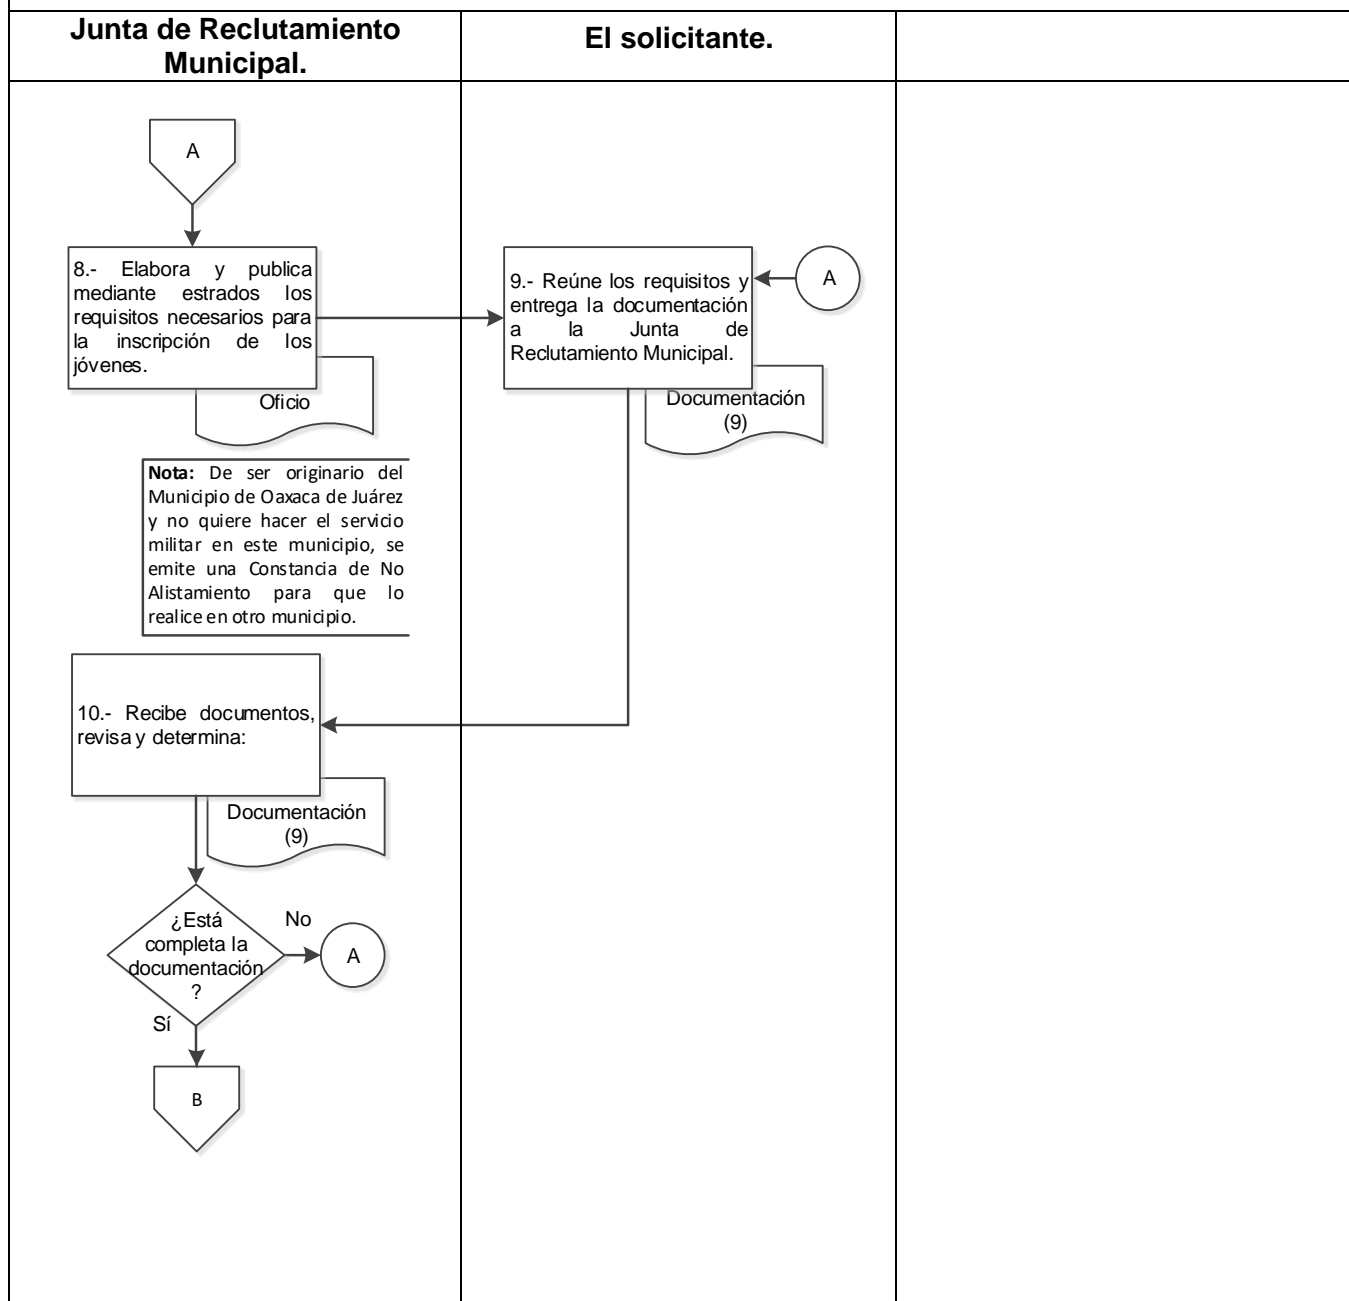 Junta de Reclutamiento
Municipal.
El solicitante.
A
8.- Elabora y publica
mediante estrados los
requisitos necesarios para
la inscripción de los
jóvenes.
Oficio
9.- Reúne los requisitos y
entrega la documentación
a la Junta de
Reclutamiento Municipal.
A
Documentación
(9)
Nota: De ser originario del
Municipio de Oaxaca de Juárez
y no quiere hacer el servicio
militar en este municipio, se
emite una Constancia de No
Alistamiento para que lo
realice en otro municipio.
10.- Recibe documentos,
revisa y determina:
Documentación
(9)
¿Está
completa la
documentación
?
No
A
Sí
B